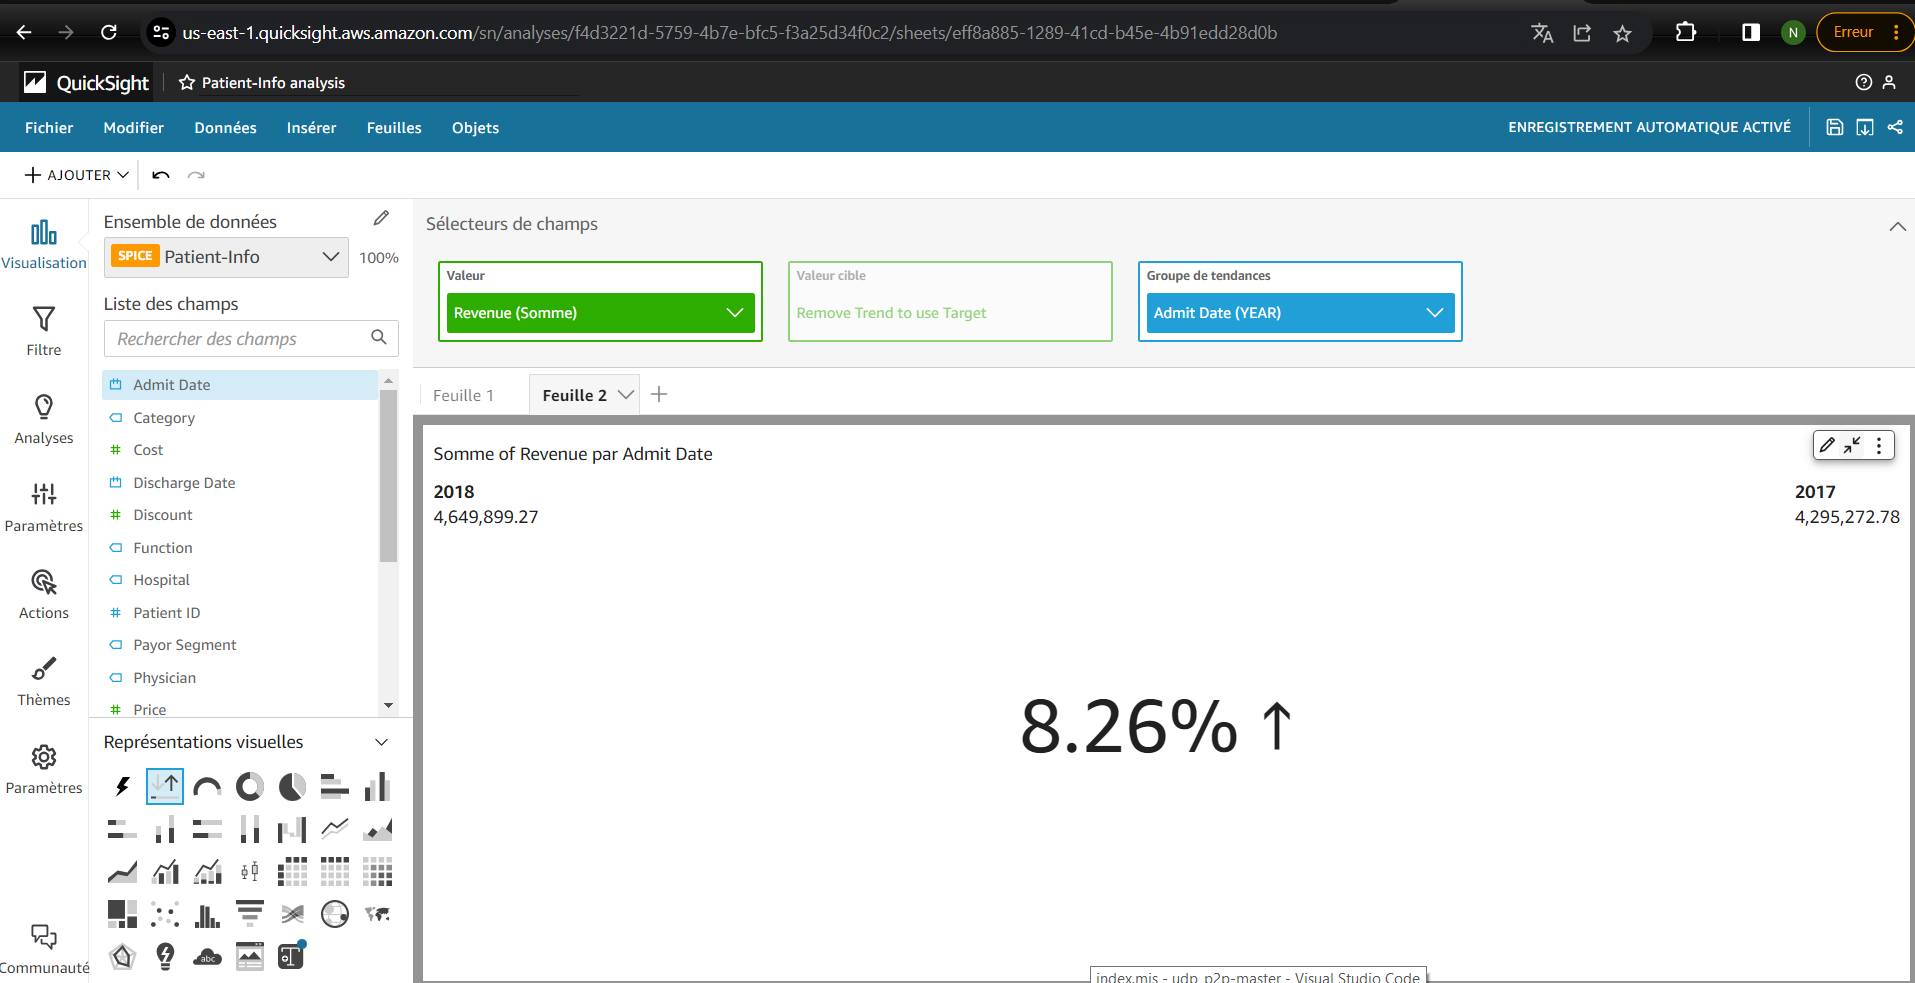 us-east-1.quicksight.aws.amazon.com/sn/analyses/f4d3221d-5759-4b7e-bfc5-f3a25d34f0c2/sheets/eff8a885-1289-41cd-b45e-4b91edd28d0b
N
Erreur
QuickSight
Patient-Info analysis
Fichier
Modifier
Données
Insérer
Feuilles
Objets
ENREGISTREMENT AUTOMATIQUE ACTIVÉ
AJOUTER
Visualisation
Filtre
Analyses
Paramètres
Actions
Thèmes
Paramètres
Communauté
Ensemble de données
SPICE Patient-Info
100%
Liste des champs
Rechercher des champs
Admit Date
Category
Cost
Discharge Date
Discount
Function
Hospital
Patient ID
Payor Segment
Physician
Price
Représentations visuelles
abc
Sélecteurs de champs
Valeur
Revenue (Somme)
Valeur cible
Remove Trend to use Target
Groupe de tendances
Admit Date (YEAR)
Feuille 1
Feuille 2
Somme of Revenue par Admit Date
2018
4,649,899.27
2017
4,295,272.78
8.26% ↑
index.mjs - udp_p2p-master - Visual Studio Code